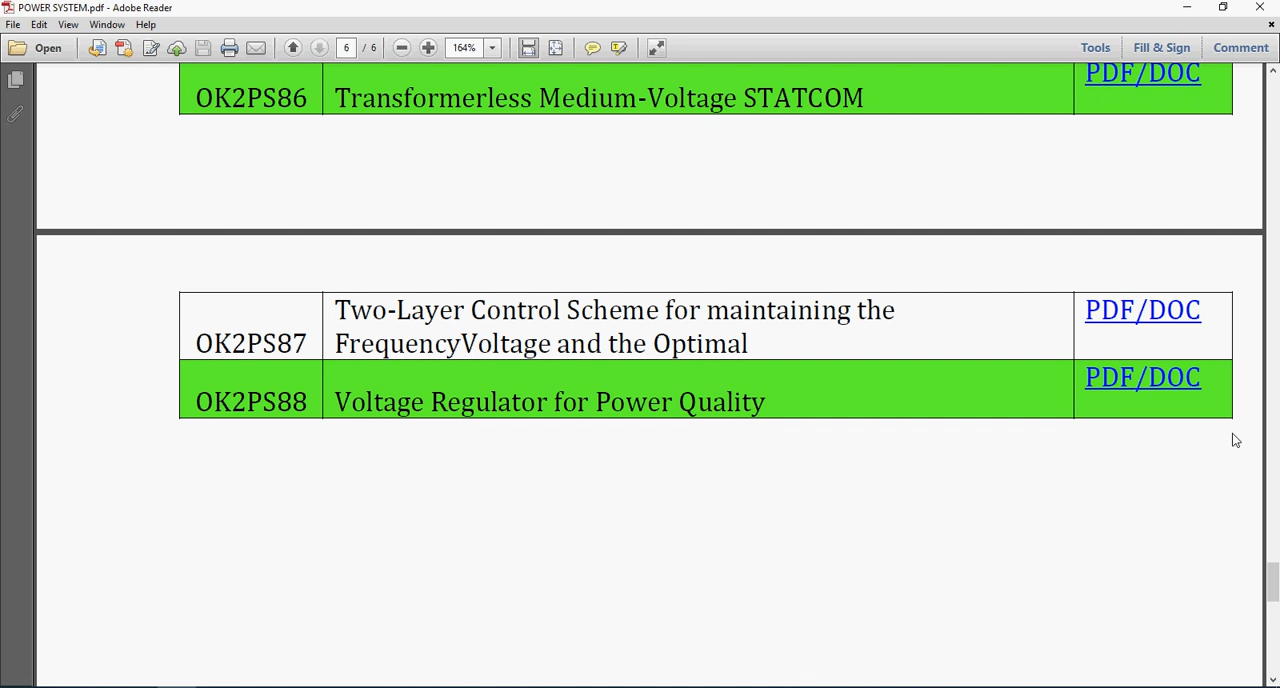 POWER SYSTEM.pdf - Adobe Reader
File Edit View Window Help
Open 6 / 6 164% Tools Fill & Sign Comment
OK2PS86 Transformerless Medium-Voltage STATCOM PDF/DOC
Two-Layer Control Scheme for maintaining the PDF/DOC
OK2PS87 FrequencyVoltage and the Optimal
PDF/DOC
OK2PS88 Voltage Regulator for Power Quality